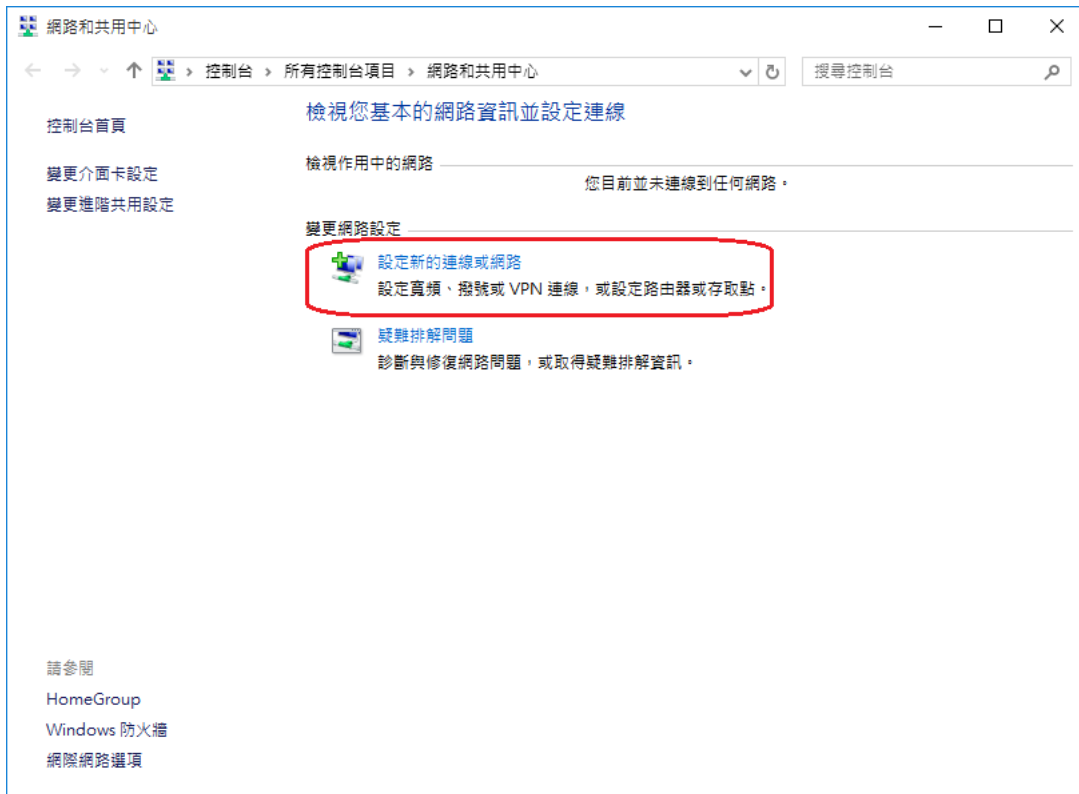 網路和共用中心
控制台 › 所有控制台項目 › 網路和共用中心
搜尋控制台
控制台首頁
變更介面卡設定
變更進階共用設定
檢視您基本的網路資訊並設定連線
檢視作用中的網路
您目前並未連線到任何網路。
變更網路設定
設定新的連線或網路
設定寬頻、撥號或 VPN 連線，或設定路由器或存取點。
疑難排解問題
診斷與修復網路問題，或取得疑難排解資訊。
請參閱
HomeGroup
Windows 防火牆
網際網路選項